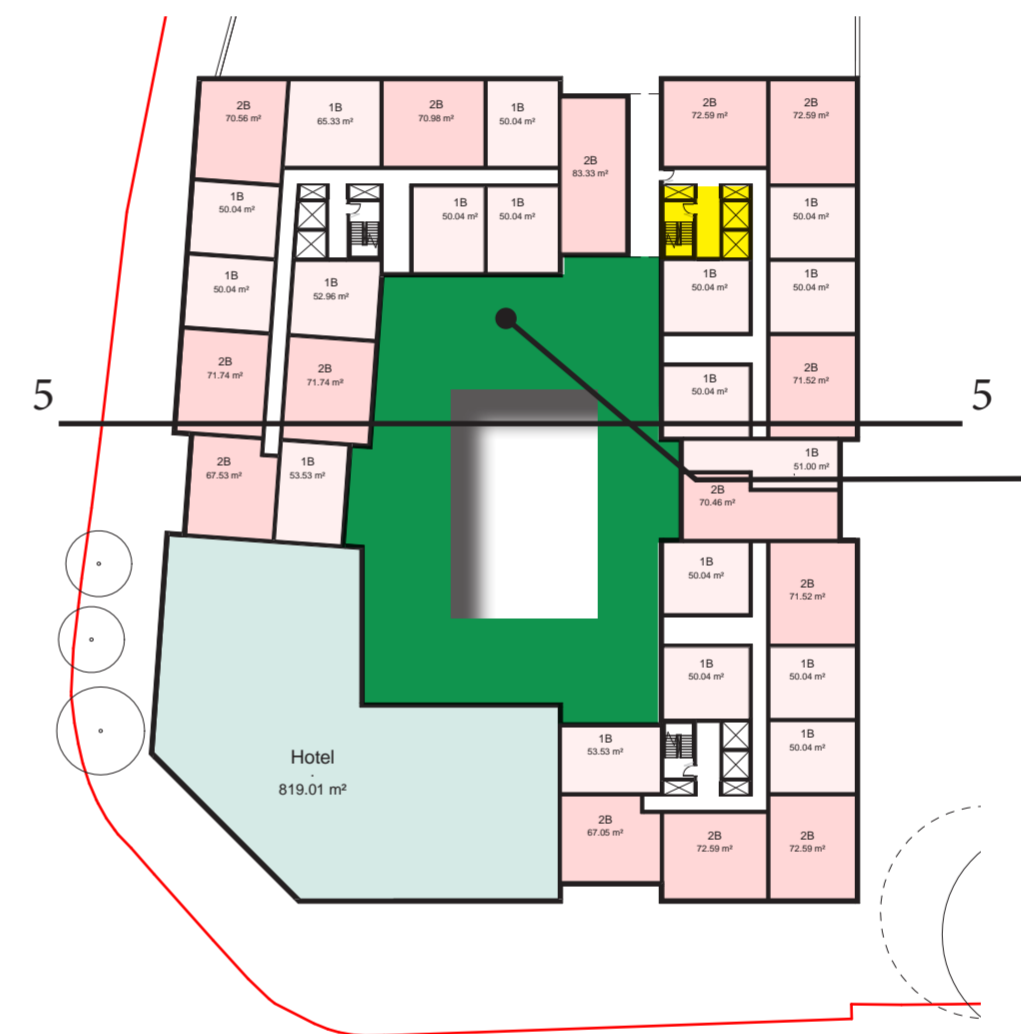 2B
70.56 m²
1B
65.33 m²
2B
70.98 m²
1B
50.04 m²
2B
83.33 m²
2B
72.59 m²
2B
72.59 m²
1B
50.04 m²
1B
50.04 m²
1B
50.04 m²
1B
50.04 m²
1B
50.04 m²
1B
52.96 m²
1B
50.04 m²
1B
50.04 m²
2B
71.74 m²
2B
71.74 m²
1B
50.04 m²
2B
71.52 m²
5
5
2B
67.53 m²
1B
53.53 m²
1B
51.00 m²
2B
70.46 m²
1B
50.04 m²
2B
71.52 m²
1B
50.04 m²
1B
50.04 m²
Hotel
819.01 m²
1B
53.53 m²
1B
50.04 m²
2B
67.05 m²
2B
72.59 m²
2B
72.59 m²